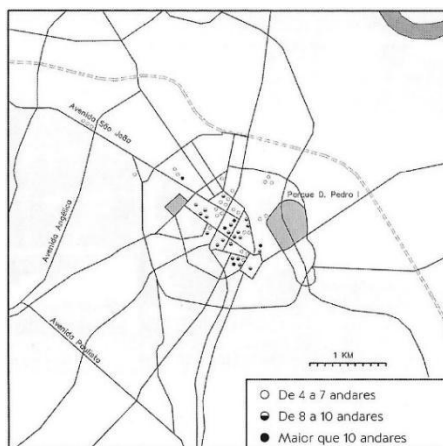 Avenida São João
Porque D. Pedro I
Avenida Angélica
Avenida Paulista
1 KM
De 4 a 7 andares
De 8 a 10 andares
Maior que 10 andares